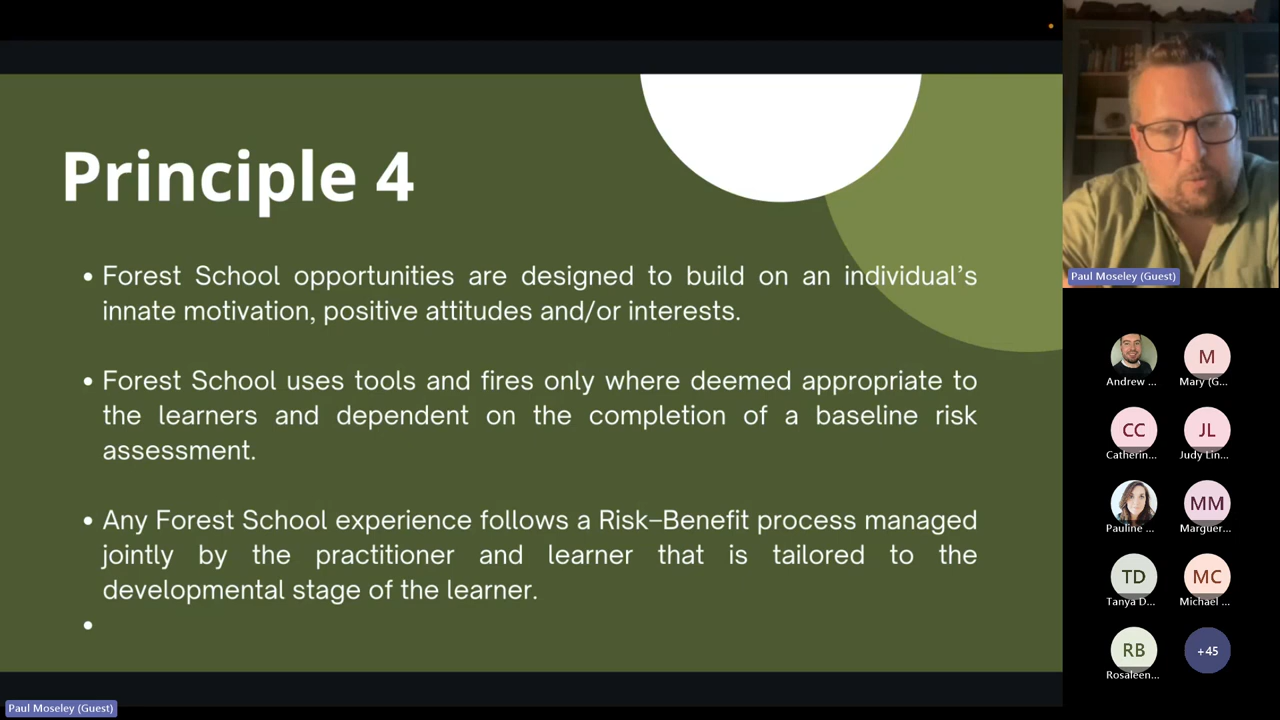 Principle 4
• Forest School opportunities are designed to build on an individual's
innate motivation, positive attitudes and/or interests.
• Forest School uses tools and fires only where deemed appropriate to
the learners and dependent on the completion of a baseline risk
assessment.
• Any Forest School experience follows a Risk–Benefit process managed
jointly by the practitioner and learner that is tailored to the
developmental stage of the learner.
•
Paul Moseley (Guest)
Andrew ...
M
Mary (G...
CC
Catherin...
JL
Judy Lin...
Pauline ...
MM
Marguer...
TD
Tanya D...
MC
Michael ...
RB
Rosaleen...
+45
Paul Moseley (Guest)